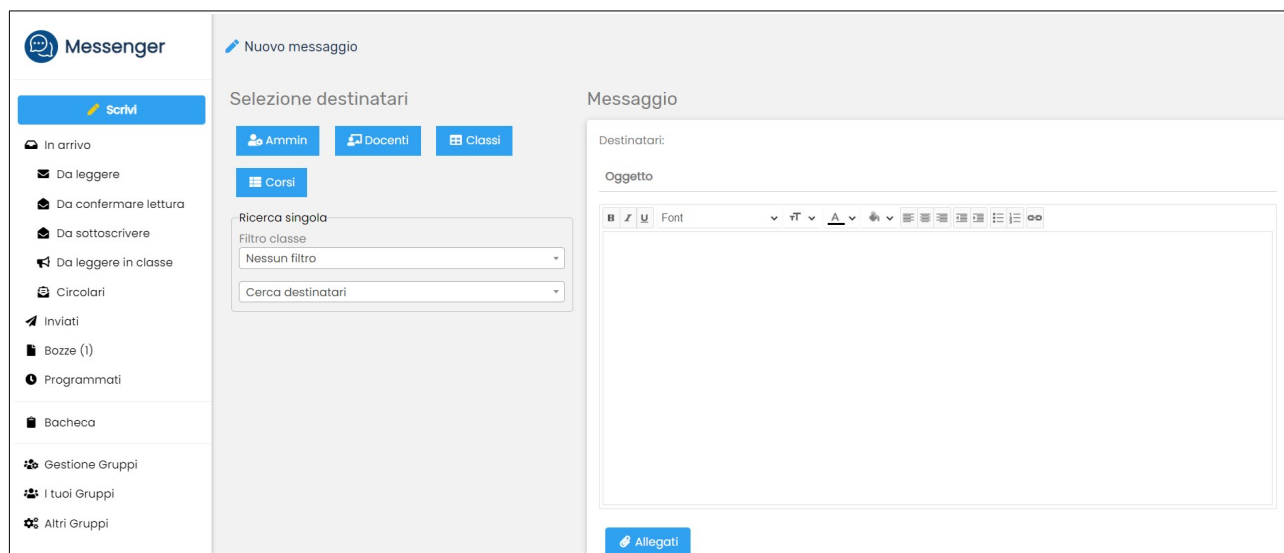 Messenger
Scrivi
In arrivo
Da leggere
Da confermare lettura
Da sottoscrivere
Da leggere in classe
Circolari
Inviati
Bozze (1)
Programmati
Bacheca
Gestione Gruppi
I tuoi Gruppi
Altri Gruppi
Nuovo messaggio
Selezione destinatari
Ammin
Docenti
Classi
Corsi
Ricerca singola
Filtro classe
Nessun filtro
Cerca destinatari
Messaggio
Destinatari:
Oggetto
B I U Font TT A
Allegati